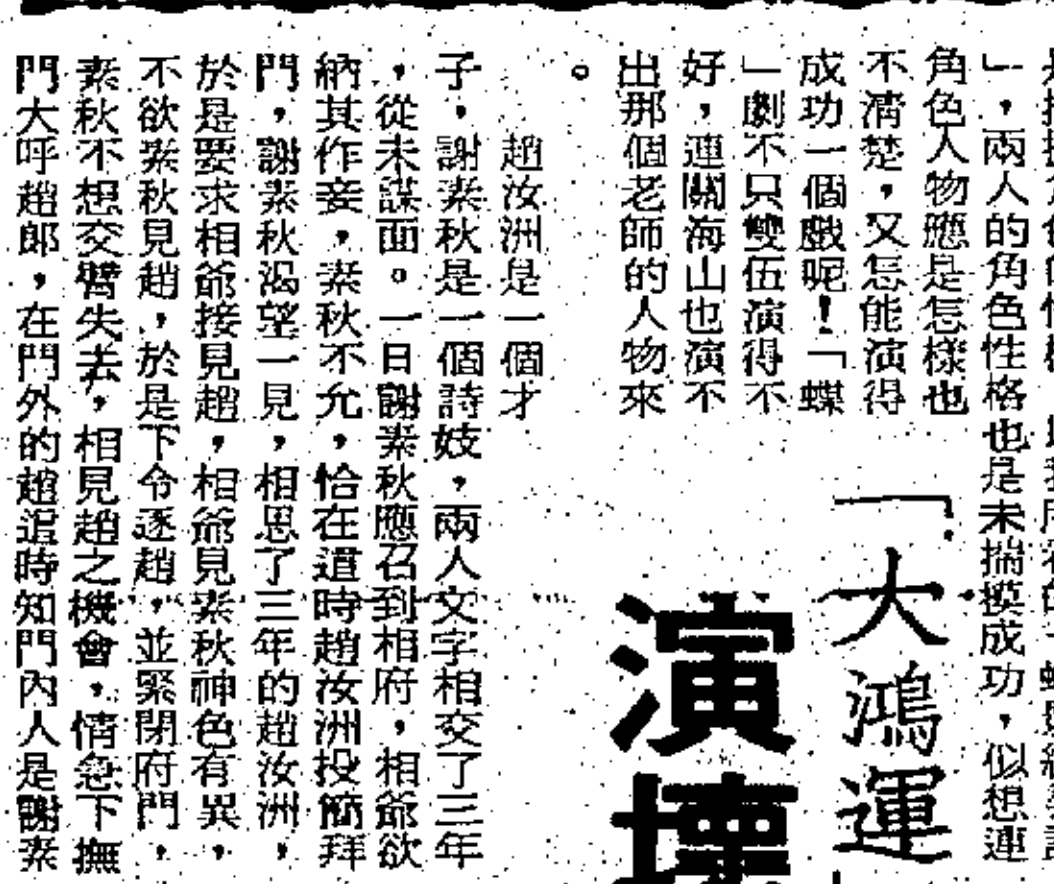 」，兩人的角色性格也是未揣摸成功，似想連
角色人物應是怎樣也
不清楚，又怎能演得
成功一個戲呢！「蝶
」劇不只雙伍演得不
好，連關海山也演不
出那個老師的人物來
。
「大鴻運
演壞
趙汝洲是一個才
子，謝素秋是一個詩妓，兩人文字相交了三年
，從未謀面。一日謝素秋應召到相府，相爺欲
納其作妾，素秋不允，恰在這時趙汝洲投簡拜
門，謝素秋渴望一見，相思了三年的趙汝洲，
於是要求相爺接見趙，相爺見素秋神色有異，
不欲素秋見趙，於是下令逐趙，並緊閉府門，
素秋不想交臂失去，相見趙之機會，情急下撫
門大呼趙郎，在門外的趙這時知門內人是謝素